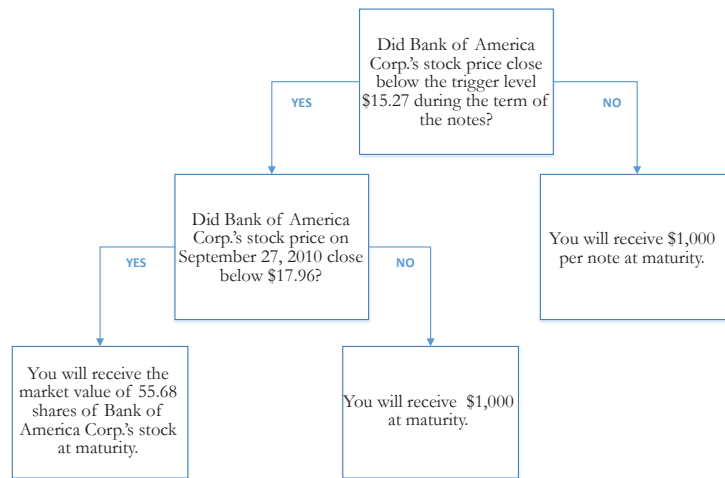 Did Bank of America
Corp.'s stock price close
below the trigger level
$15.27 during the term of
the notes?
YES
NO
Did Bank of America
Corp.'s stock price on
September 27, 2010 close
below $17.96?
You will receive $1,000
per note at maturity.
YES
NO
You will receive the
market value of 55.68
shares of Bank of
America Corp.'s stock
at maturity.
You will receive $1,000
at maturity.